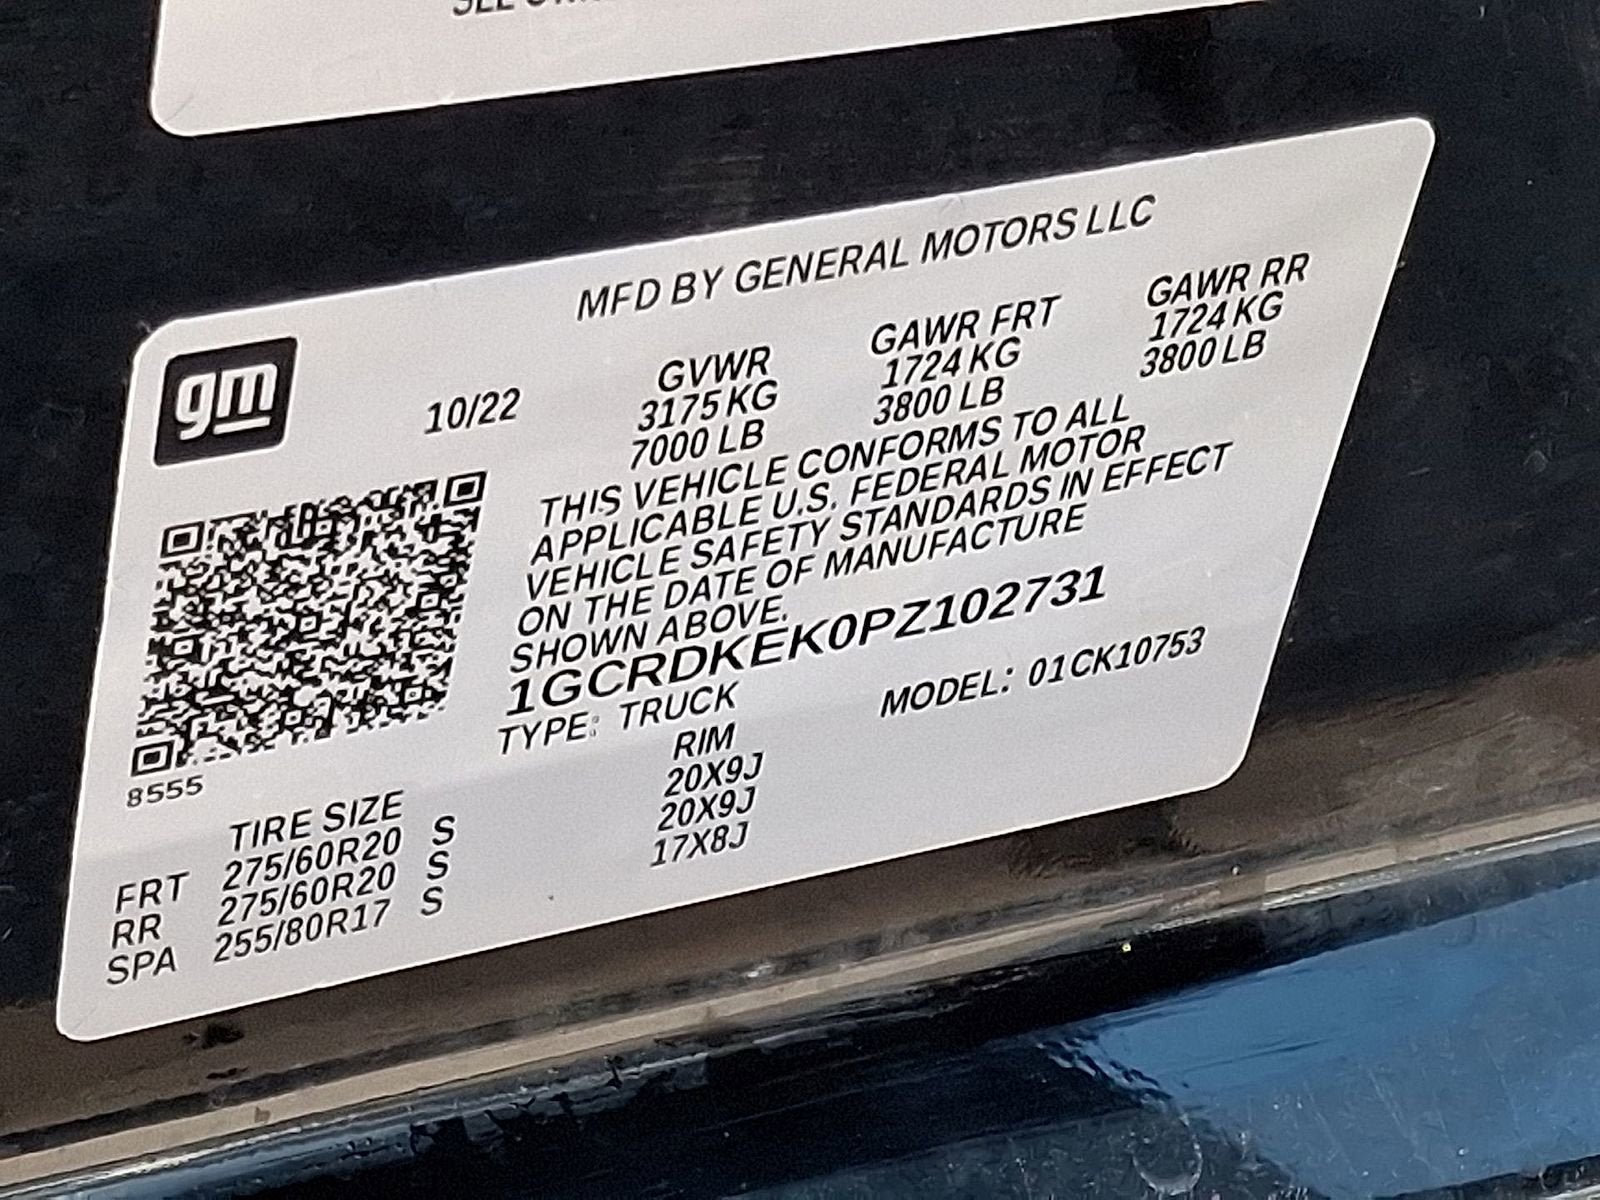 MFD BY GENERAL MOTORS LLC
gm
10/22
GVWR
3175 KG
7000 LB
GAWR FRT
1724 KG
3800 LB
GAWR RR
1724 KG
3800 LB
THIS VEHICLE CONFORMS TO ALL
APPLICABLE U.S. FEDERAL MOTOR
VEHICLE SAFETY STANDARDS IN EFFECT
ON THE DATE OF MANUFACTURE
SHOWN ABOVE.
1GCRDKEK0PZ102731
TYPE: TRUCK MODEL: 01CK10753
8555
TIRE SIZE RIM
FRT 275/60R20 S 20X9J
RR 275/60R20 S 20X9J
SPA 255/80R17 S 17X8J